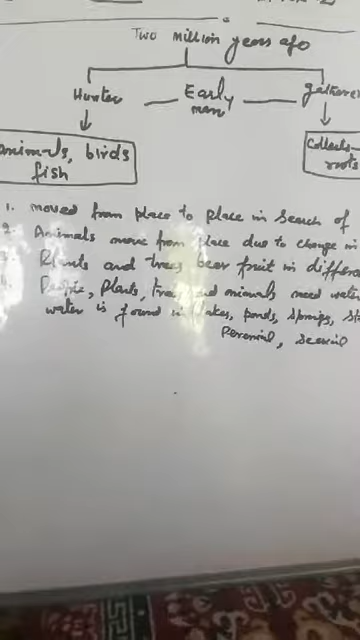 Two million years ago
Hunter — Early man — gatherer
Animals, birds fish
Collects roots
1. moved from place to place in search of
2. Animals move from place due to change in
3. Plants and trees bear fruit in differe
4. People, Plants, trees and animals need water
water is found in lakes, ponds, springs, st
Perennial, seasonal